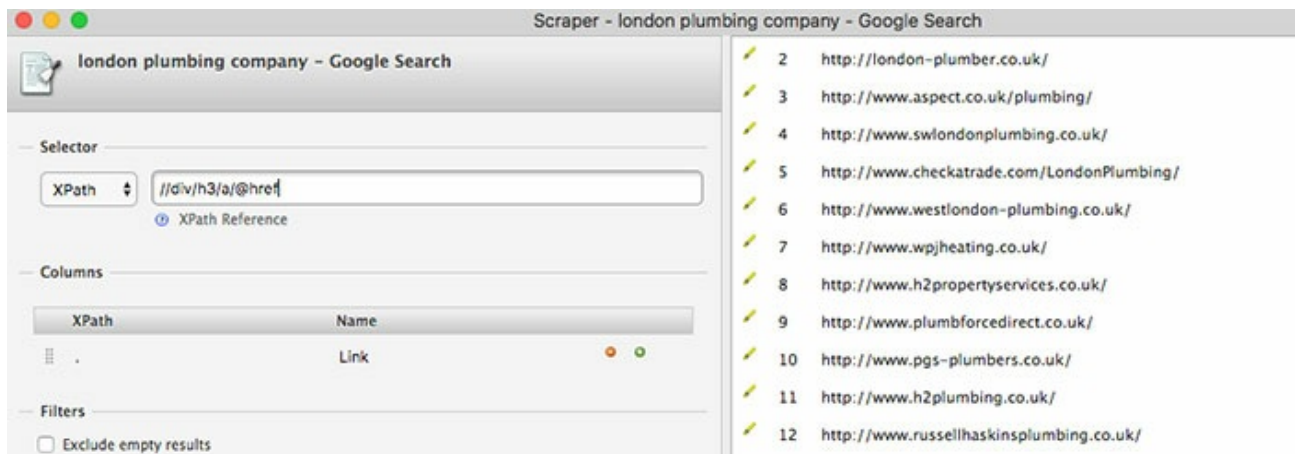 Scraper - london plumbing company - Google Search
london plumbing company - Google Search
Selector
XPath
//div/h3/a/@href
XPath Reference
Columns
XPath Name
. Link
Filters
Exclude empty results
2 http://london-plumber.co.uk/
3 http://www.aspect.co.uk/plumbing/
4 http://www.swlondonplumbing.co.uk/
5 http://www.checkatrade.com/LondonPlumbing/
6 http://www.westlondon-plumbing.co.uk/
7 http://www.wpjheating.co.uk/
8 http://www.h2propertyservices.co.uk/
9 http://www.plumbforcedirect.co.uk/
10 http://www.pgs-plumbers.co.uk/
11 http://www.h2plumbing.co.uk/
12 http://www.russellhaskinsplumbing.co.uk/